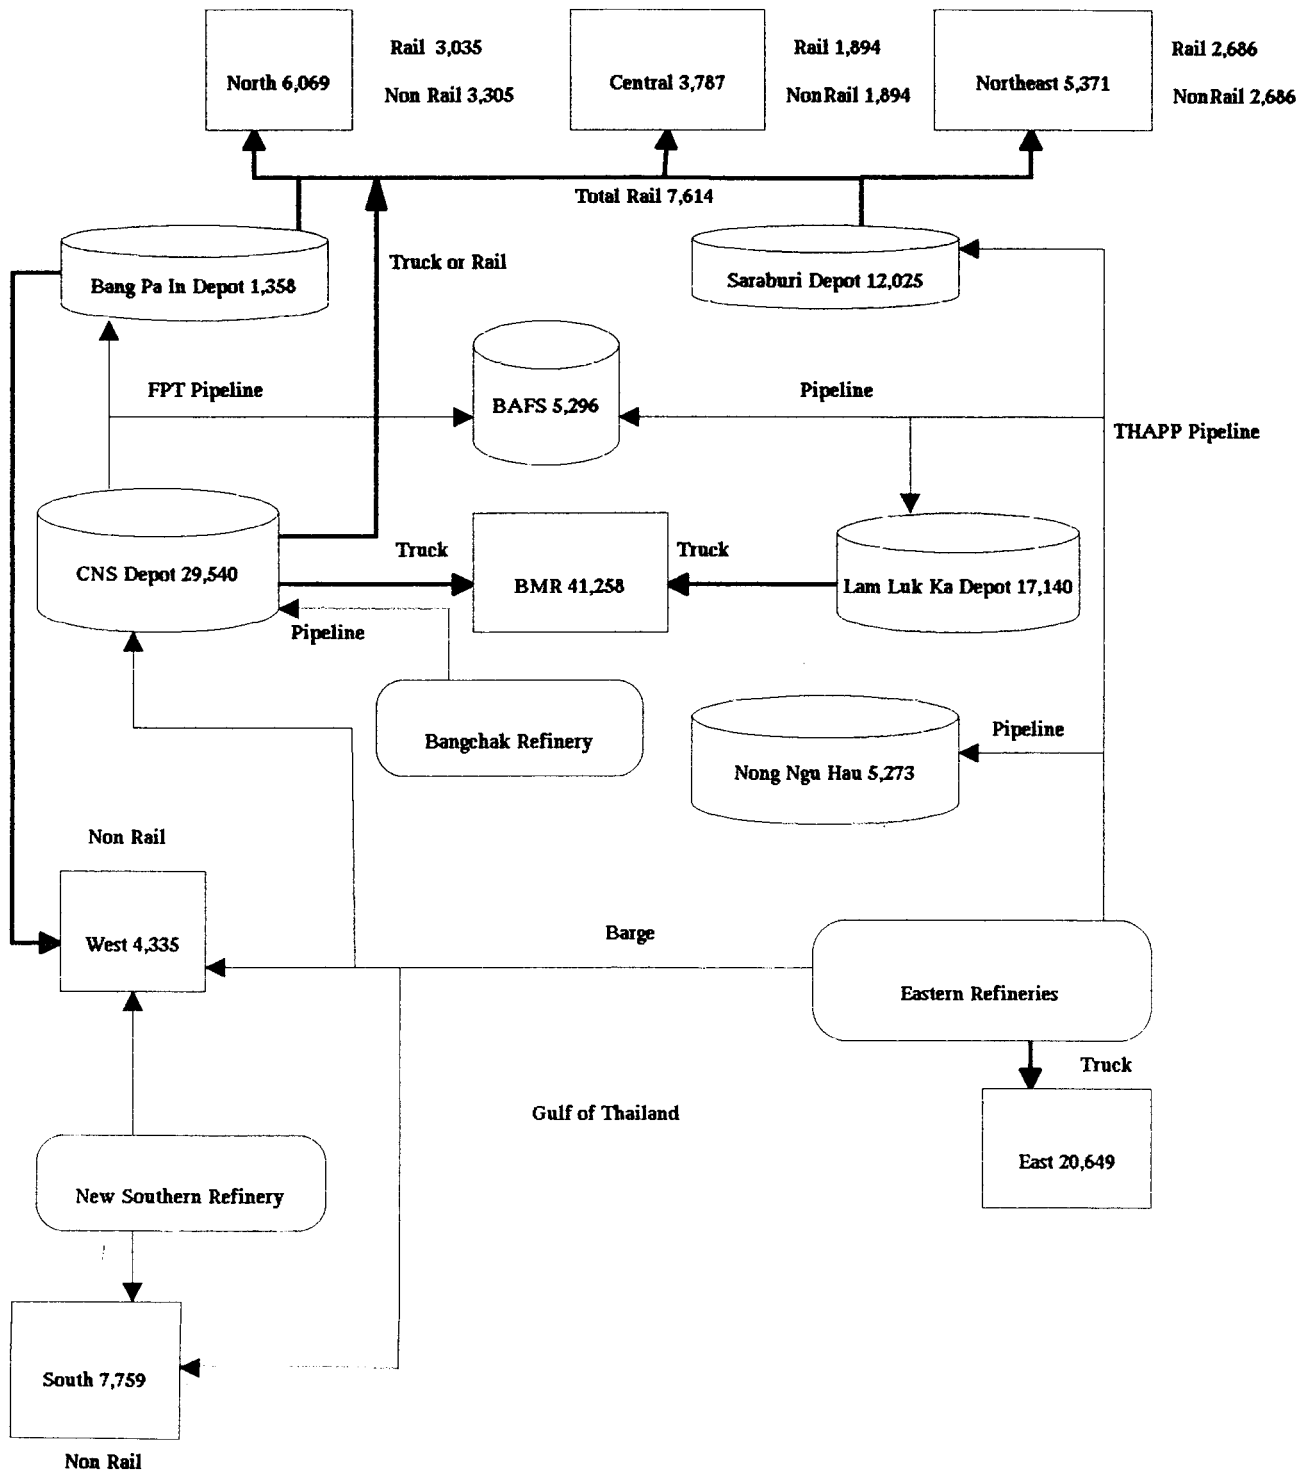 Rail 3,035
North 6,069
Non Rail 3,305
Rail 1,894
Central 3,787
NonRail 1,894
Rail 2,686
Northeast 5,371
NonRail 2,686
Total Rail 7,614
Truck or Rail
Bang Pa In Depot 1,358
Saraburi Depot 12,025
FPT Pipeline
BAFS 5,296
Pipeline
THAPP Pipeline
CNS Depot 29,540
Truck
BMR 41,258
Truck
Lam Luk Ka Depot 17,140
Pipeline
Bangchak Refinery
Pipeline
Nong Ngu Hau 5,273
Non Rail
West 4,335
Barge
Eastern Refineries
Truck
Gulf of Thailand
East 20,649
New Southern Refinery
South 7,759
Non Rail